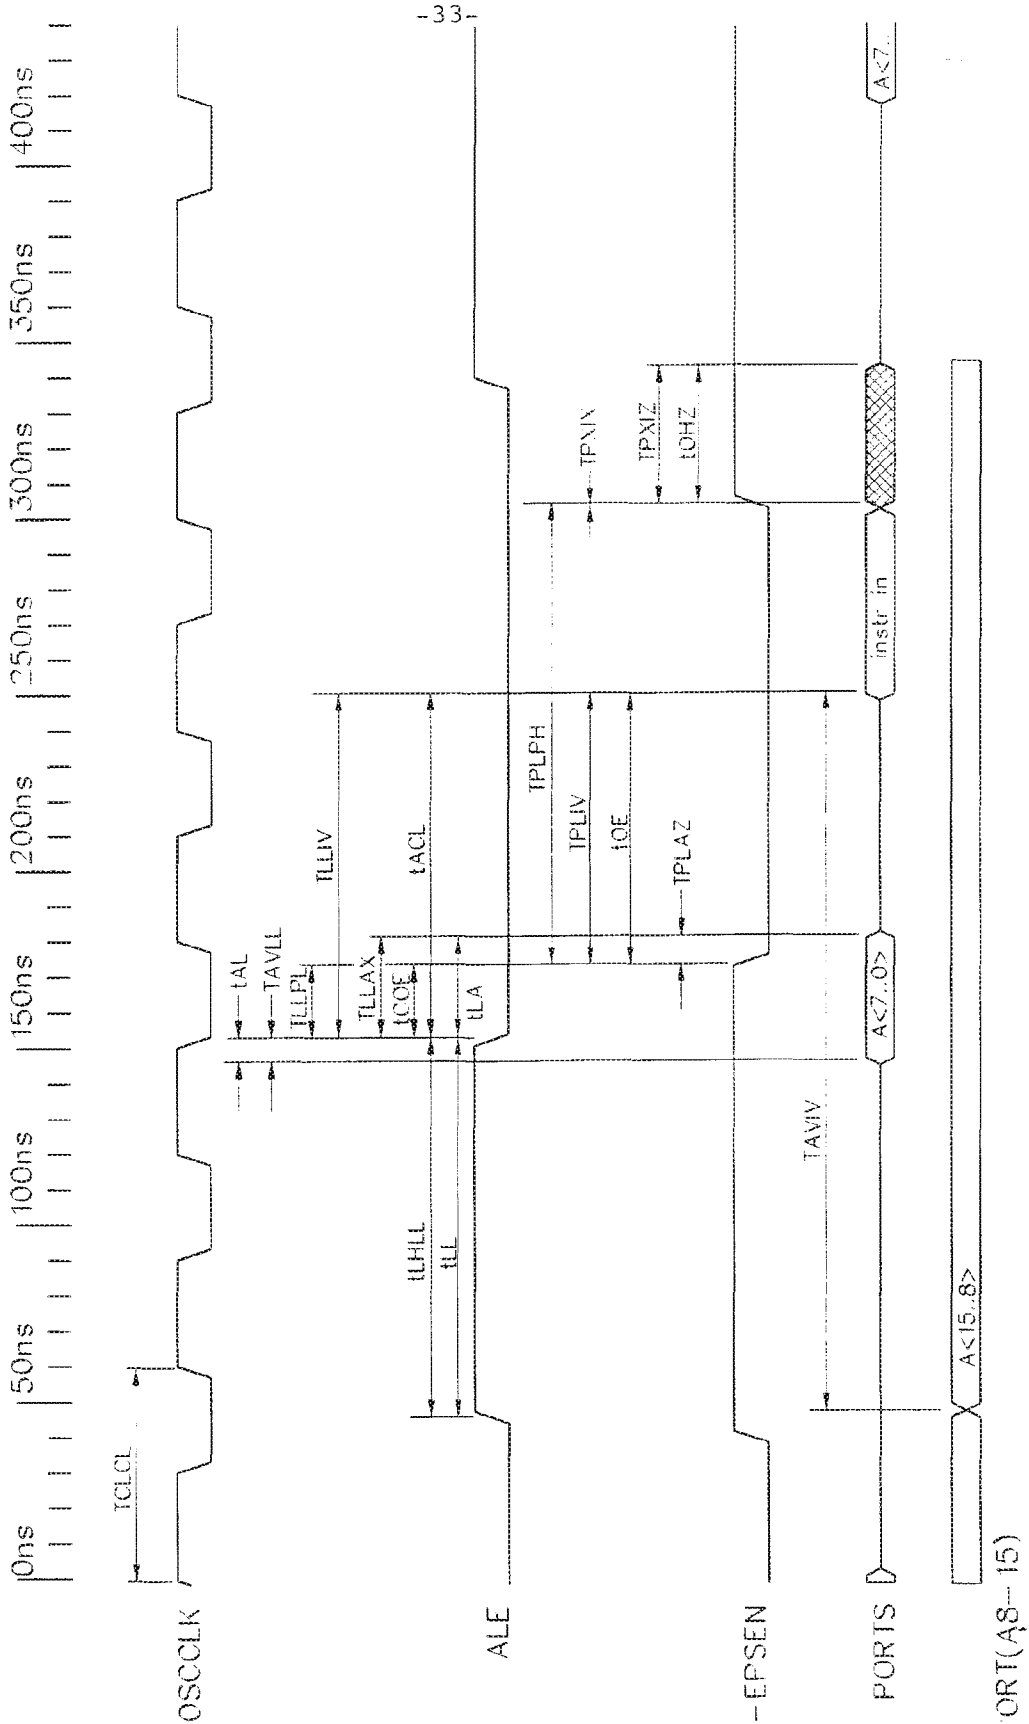 -33-
0ns 50ns 100ns 150ns 200ns 250ns 300ns 350ns 400ns
TCLCL
OSCCLK
tAL
TAVLL
TLLPL
TLLIV
TLLAX
tCOE
tLHLL
tACL
tLL
tLA
ALE
TPLPH
TPLIV
TPXIX
tOE
TPXIZ
TPLAZ
tOHZ
-EPSEN
TAVIV
PORTS
A<7..0>
instr in
A<7..
A<15..8>
ORT(A8-15)